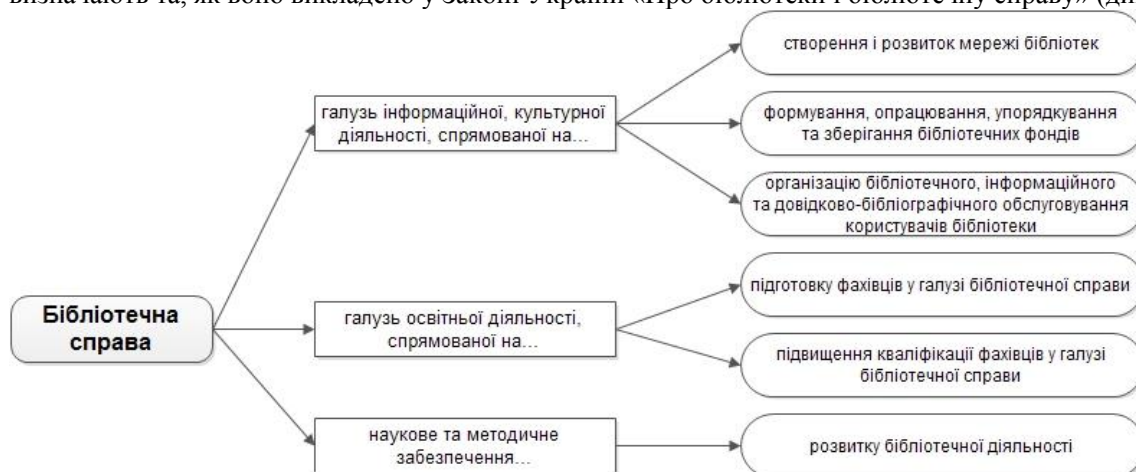 визначають та, як воно викладено у Законі України «Про бібліотеки і бібліотечну справу» (див
створення і розвиток мережі бібліотек
галузь інформаційної, культурної
діяльності, спрямованої на...
формування, опрацювання, упорядкування
та зберігання бібліотечних фондів
організацію бібліотечного, інформаційного
та довідково-бібліографічного обслуговування
користувачів бібліотеки
Бібліотечна
справа
галузь освітньої діяльності,
спрямованої на...
підготовку фахівців у галузі бібліотечної справи
підвищення кваліфікації фахівців у галузі
бібліотечної справи
наукове та методичне
забезпечення...
розвитку бібліотечної діяльності